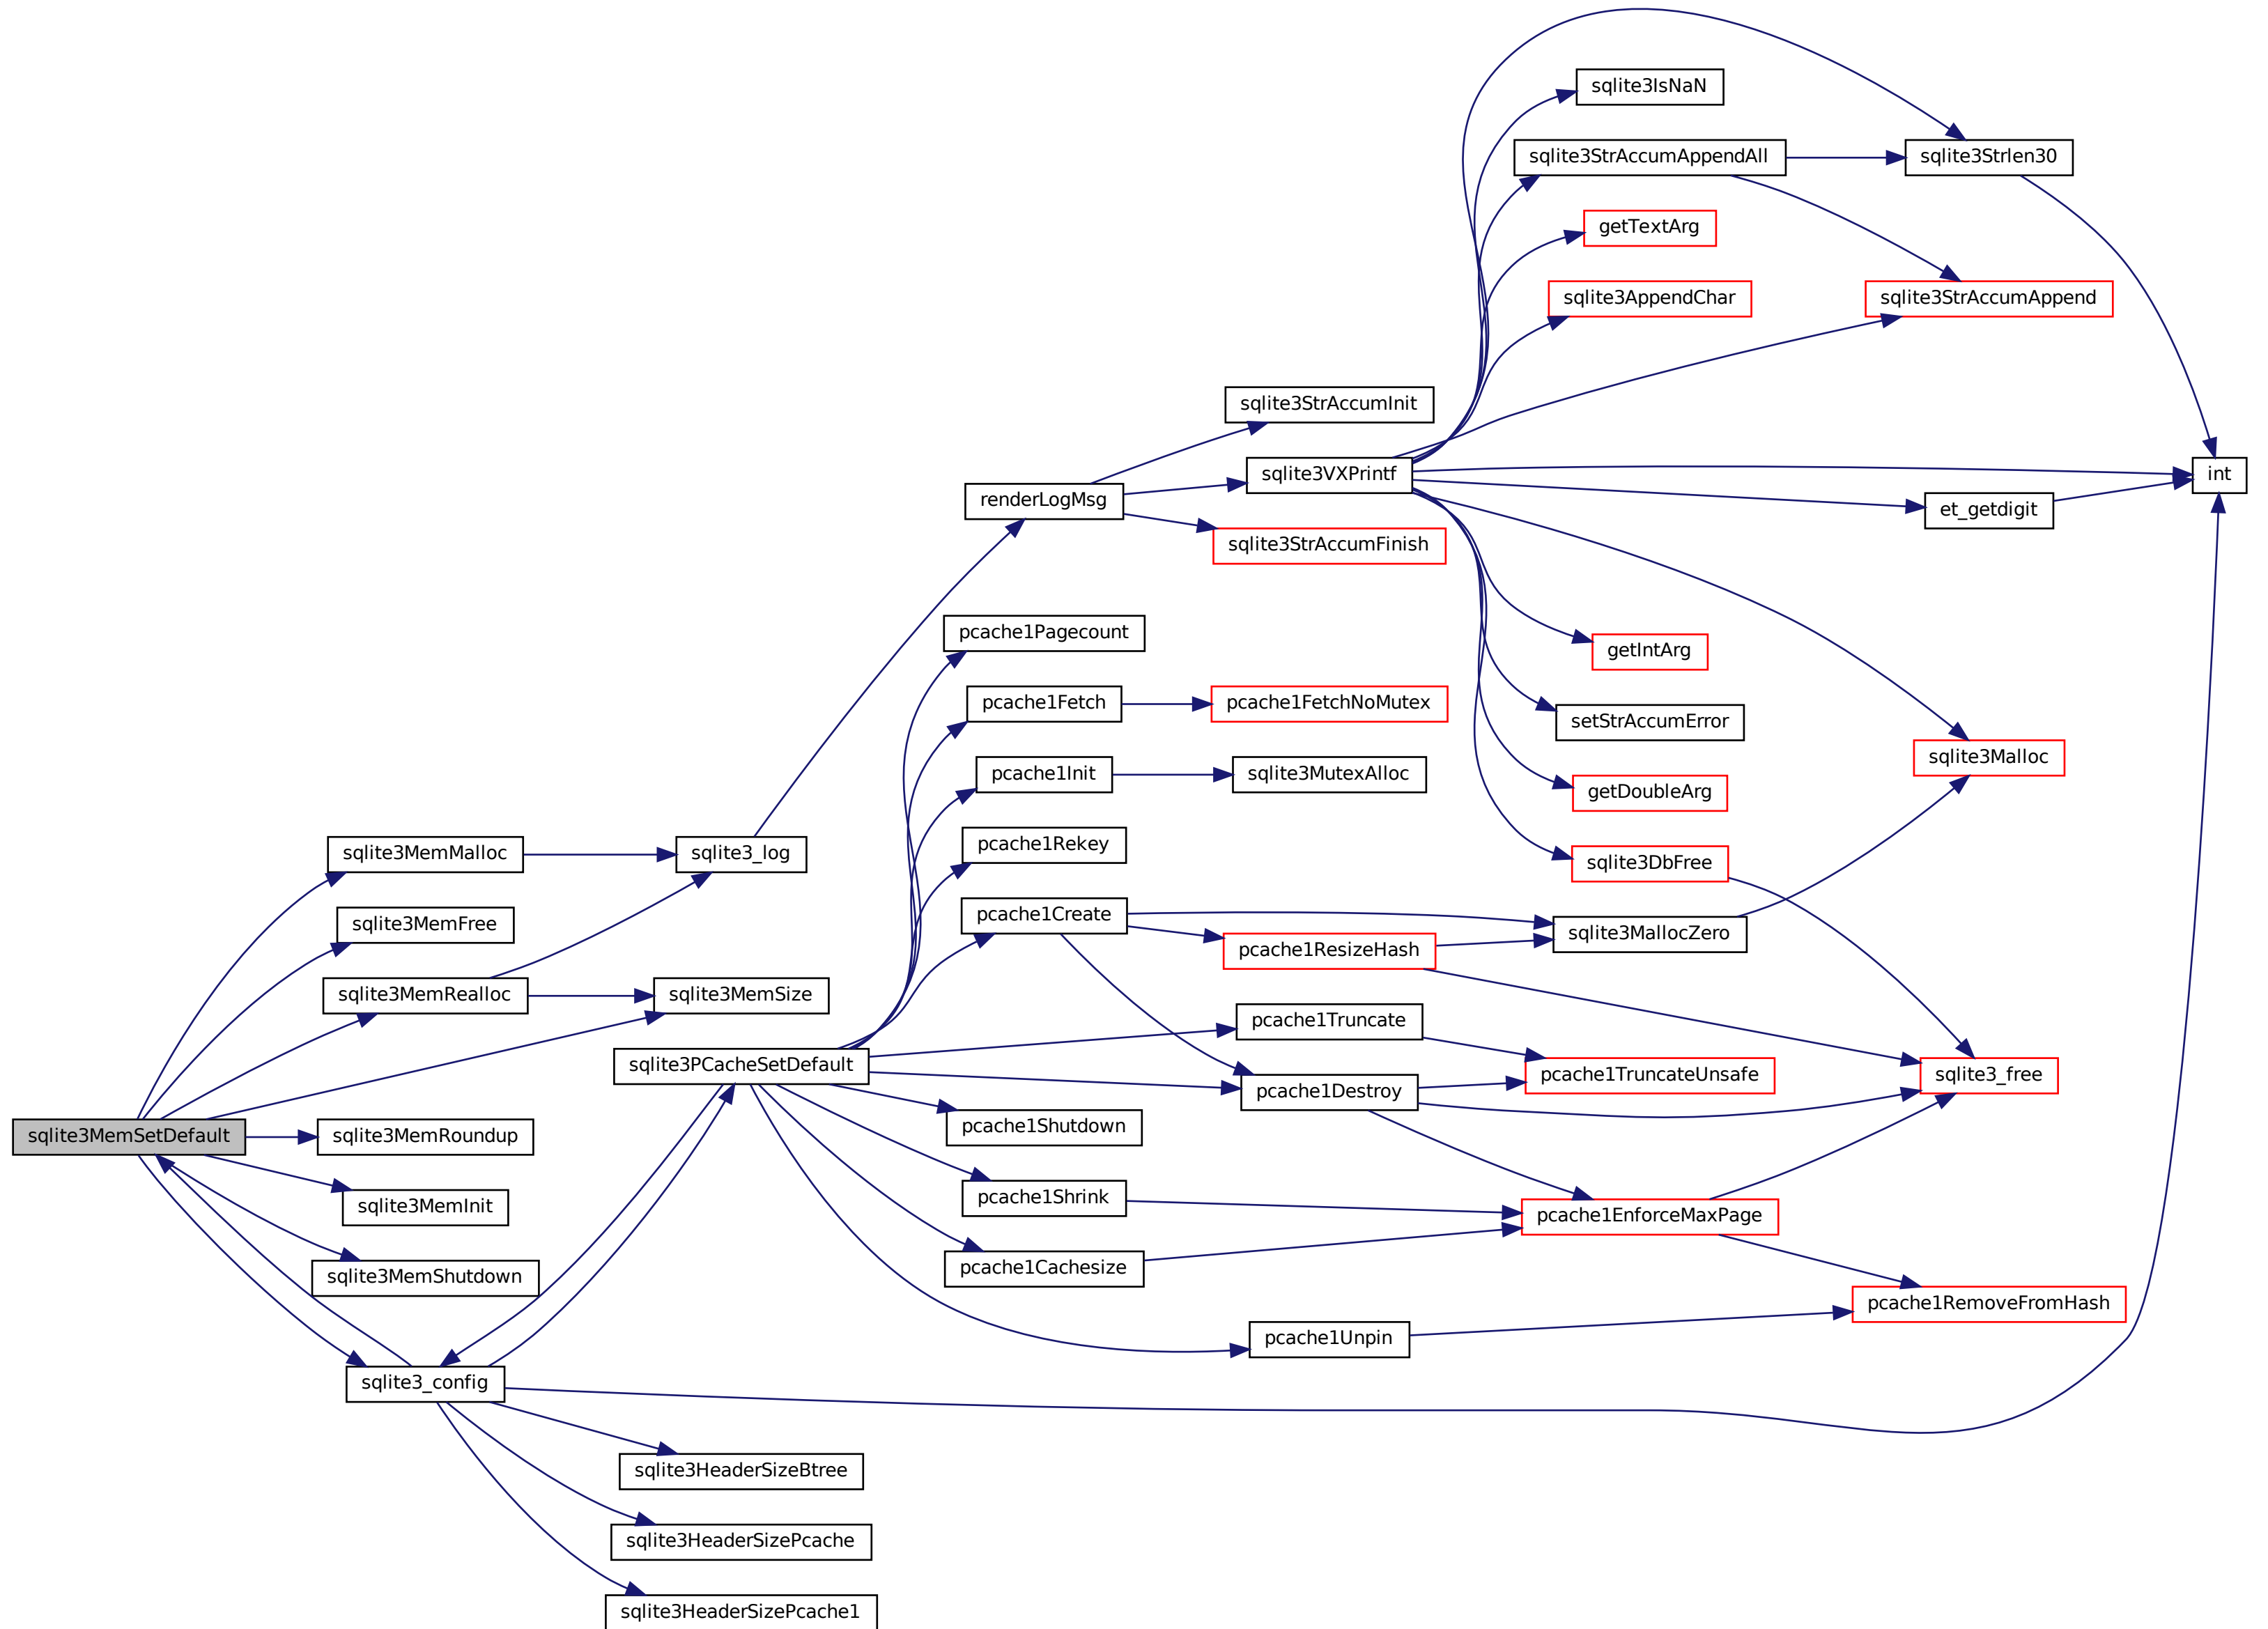 sqlite3IsNaN
sqlite3StrAccumAppendAll
sqlite3Strlen30
getTextArg
sqlite3AppendChar
sqlite3StrAccumAppend
sqlite3StrAccumInit
sqlite3VXPrintf
int
renderLogMsg
et_getdigit
sqlite3StrAccumFinish
pcache1Pagecount
getIntArg
pcache1Fetch
pcache1FetchNoMutex
setStrAccumError
sqlite3Malloc
pcache1Init
sqlite3MutexAlloc
getDoubleArg
sqlite3MemMalloc
sqlite3_log
pcache1Rekey
sqlite3DbFree
sqlite3MemFree
pcache1Create
sqlite3MallocZero
pcache1ResizeHash
sqlite3MemRealloc
sqlite3MemSize
pcache1Truncate
sqlite3PCacheSetDefault
pcache1TruncateUnsafe
sqlite3_free
pcache1Destroy
sqlite3MemSetDefault
sqlite3MemRoundup
pcache1Shutdown
sqlite3MemInit
pcache1Shrink
pcache1EnforceMaxPage
sqlite3MemShutdown
pcache1Cachesize
pcache1RemoveFromHash
pcache1Unpin
sqlite3_config
sqlite3HeaderSizeBtree
sqlite3HeaderSizePcache
sqlite3HeaderSizePcache1